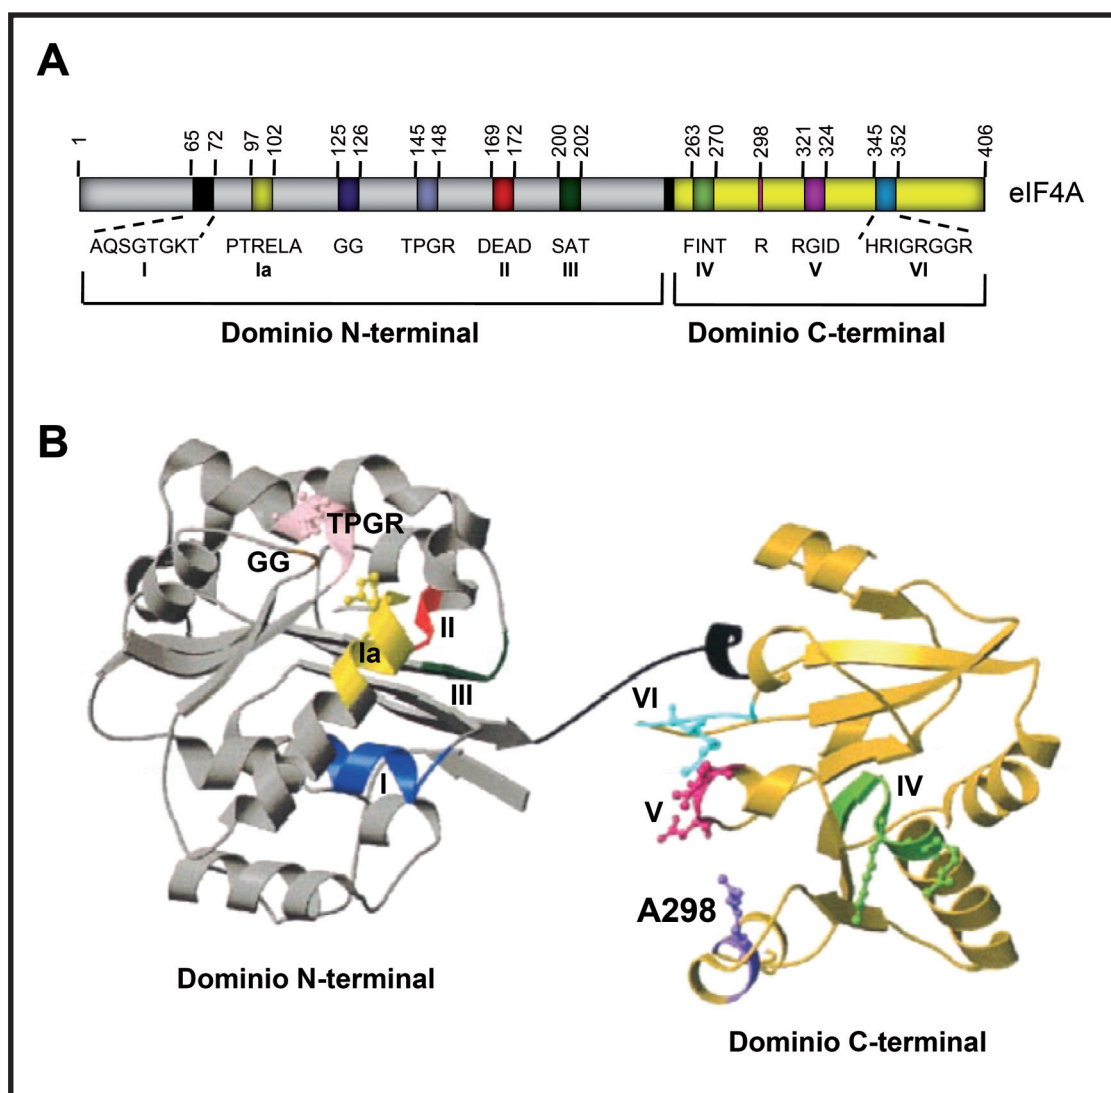 A
1 65 72 97 102 125 126 145 148 169 172 200 202 263 270 298 321 324 345 352 406
eIF4A
AQSGTGKT PTRELA GG TPGR DEAD SAT FINT R RGID HRIGRGGR
I Ia II III IV V VI
Dominio N-terminal Dominio C-terminal
B
TPGR
GG
II
Ia
III
VI
I
IV
V
A298
Dominio N-terminal
Dominio C-terminal